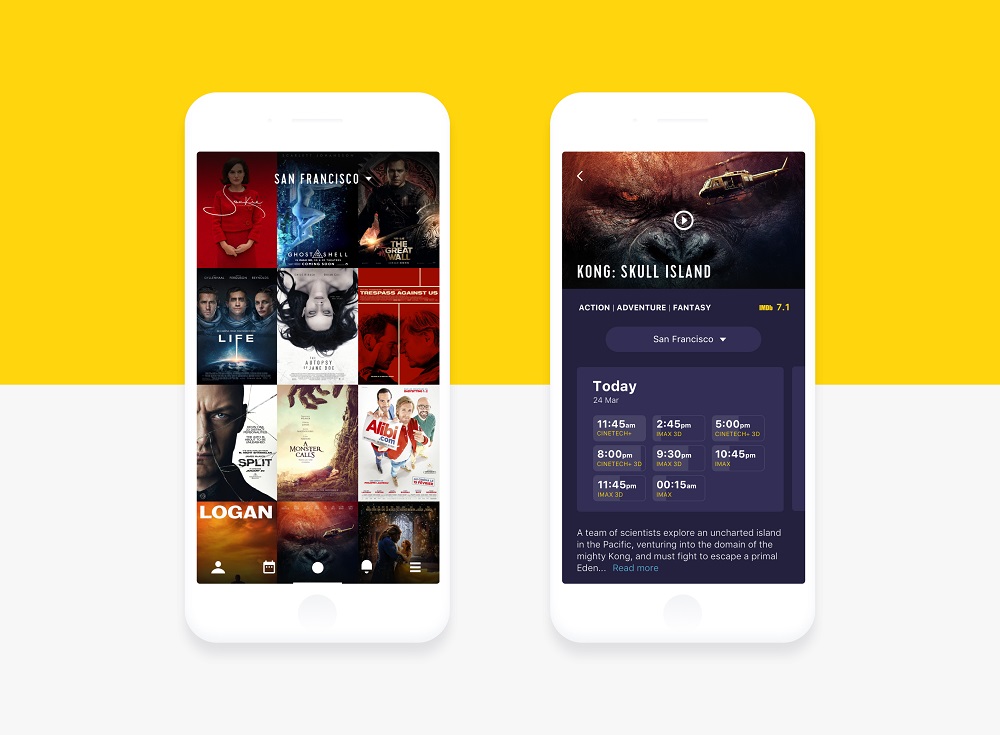 SCARLETT JOHANSSON
SAN FRANCISCO
Jackie
GHOST IN THE SHELL
COMING SOON
THE
GREAT
WALL
GYLLENHAAL FERGUSON REYNOLDS
LIFE
THE
AUTOPSY
OF JANE DOE
TRESPASS AGAINST US
SPLIT
A
MONSTER
CALLS
Alibi
.com
LOGAN
KONG: SKULL ISLAND
ACTION | ADVENTURE | FANTASY
IMDb 7.1
San Francisco
Today
24 Mar
11:45am 2:45pm 5:00pm
CINETECH+ IMAX 3D CINETECH+ 3D
8:00pm 9:30pm 10:45pm
CINETECH+ 3D IMAX 3D IMAX
11:45pm 00:15am
IMAX 3D IMAX
A team of scientists explore an uncharted island
in the Pacific, venturing into the domain of the
mighty Kong, and must fight to escape a primal
Eden... Read more